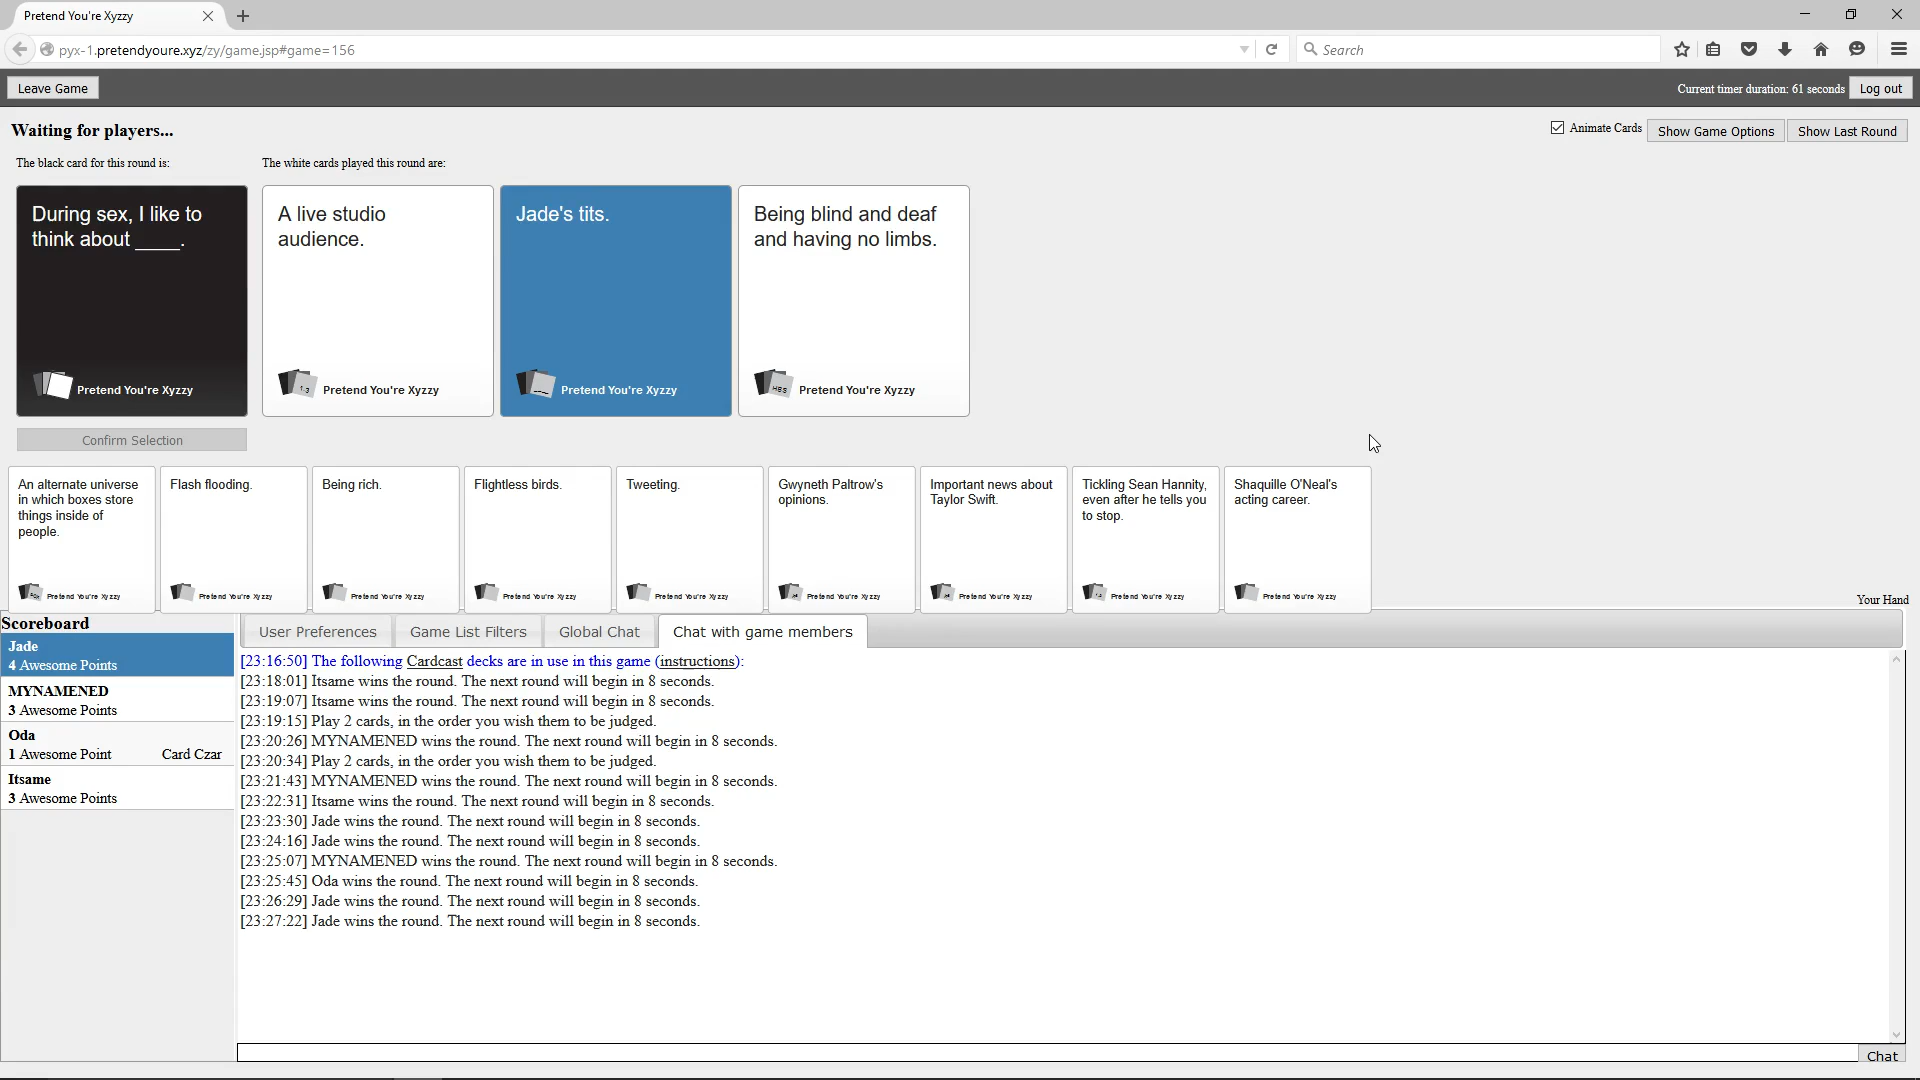 Pretend You're Xyzzy
pyx-1.pretendyoure.xyz/zy/game.jsp#game=156
Search
Leave Game
Current timer duration: 61 seconds
Log out
Waiting for players...
Animate Cards
Show Game Options
Show Last Round
The black card for this round is:
The white cards played this round are:
During sex, I like to
think about ____.
Pretend You're Xyzzy
A live studio
audience.
1.3
Pretend You're Xyzzy
Jade's tits.
Pretend You're Xyzzy
Being blind and deaf
and having no limbs.
HBS
Pretend You're Xyzzy
Confirm Selection
An alternate universe
in which boxes store
things inside of
people.
Pretend You're Xyzzy
Flash flooding.
Pretend You're Xyzzy
Being rich.
Pretend You're Xyzzy
Flightless birds.
Pretend You're Xyzzy
Tweeting.
Pretend You're Xyzzy
Gwyneth Paltrow's
opinions.
Pretend You're Xyzzy
Important news about
Taylor Swift.
Pretend You're Xyzzy
Tickling Sean Hannity,
even after he tells you
to stop.
Pretend You're Xyzzy
Shaquille O'Neal's
acting career.
Pretend You're Xyzzy
Your Hand
Scoreboard
Jade
4 Awesome Points
MYNAMENED
3 Awesome Points
Oda
1 Awesome Point
Card Czar
Itsame
3 Awesome Points
User Preferences
Game List Filters
Global Chat
Chat with game members
[23:16:50] The following Cardcast decks are in use in this game (instructions):
[23:18:01] Itsame wins the round. The next round will begin in 8 seconds.
[23:19:07] Itsame wins the round. The next round will begin in 8 seconds.
[23:19:15] Play 2 cards, in the order you wish them to be judged.
[23:20:26] MYNAMENED wins the round. The next round will begin in 8 seconds.
[23:20:34] Play 2 cards, in the order you wish them to be judged.
[23:21:43] MYNAMENED wins the round. The next round will begin in 8 seconds.
[23:22:31] Itsame wins the round. The next round will begin in 8 seconds.
[23:23:30] Jade wins the round. The next round will begin in 8 seconds.
[23:24:16] Jade wins the round. The next round will begin in 8 seconds.
[23:25:07] MYNAMENED wins the round. The next round will begin in 8 seconds.
[23:25:45] Oda wins the round. The next round will begin in 8 seconds.
[23:26:29] Jade wins the round. The next round will begin in 8 seconds.
[23:27:22] Jade wins the round. The next round will begin in 8 seconds.
Chat